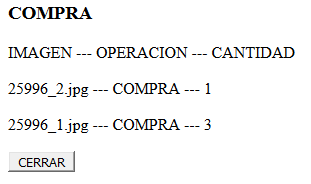 COMPRA
IMAGEN --- OPERACION --- CANTIDAD
25996_2.jpg --- COMPRA --- 1
25996_1.jpg --- COMPRA --- 3
CERRAR